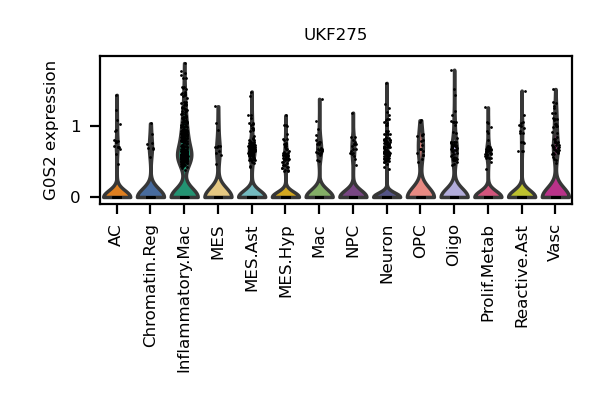 UKF275
G0S2 expression
1
0
AC
Chromatin.Reg
Inflammatory.Mac
MES
MES.Ast
MES.Hyp
Mac
NPC
Neuron
OPC
Oligo
Prolif.Metab
Reactive.Ast
Vasc